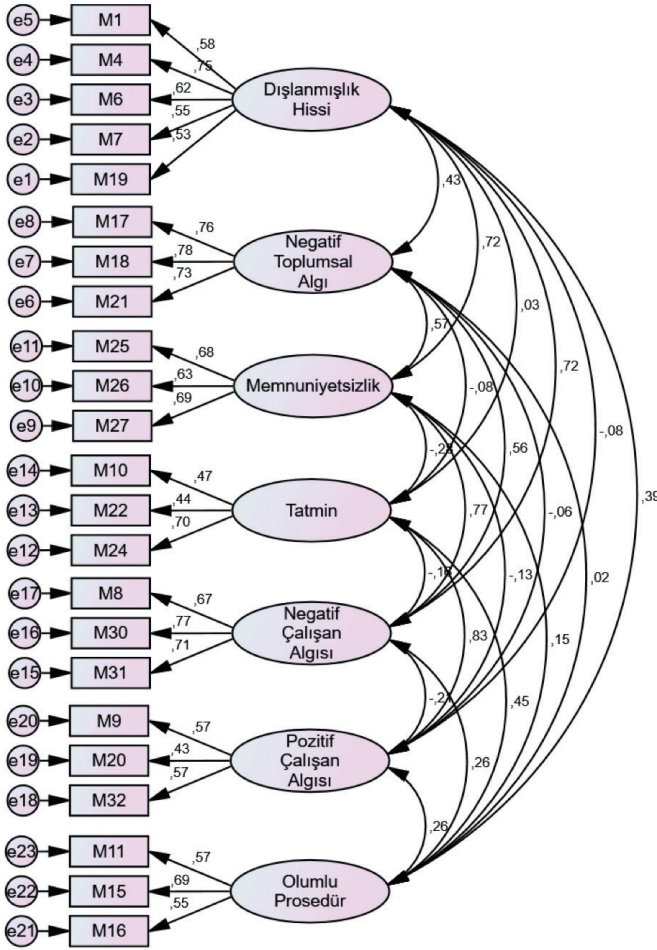 e5 M1
,58
e4 M4
,75
e3 M6
,62
e2 M7
,55
e1 M19
,53
Dışlanmışlık
Hissi
e8 M17
,76
e7 M18
,78
e6 M21
,73
Negatif
Toplumsal
Algı
e11 M25
,68
e10 M26
,63
e9 M27
,69
Memnuniyetsizlik
e14 M10
,47
e13 M22
,44
e12 M24
,70
Tatmin
e17 M8
,67
e16 M30
,77
e15 M31
,71
Negatif
Çalışan
Algısı
e20 M9
,57
e19 M20
,43
e18 M32
,57
Pozitif
Çalışan
Algısı
e23 M11
,57
e22 M15
,69
e21 M16
,55
Olumlu
Prosedür
,43
,72
,03
,57
,72
-,08
-,08
,56
,39
,77
-,06
-,13
,02
,83
,15
,45
,26
,26